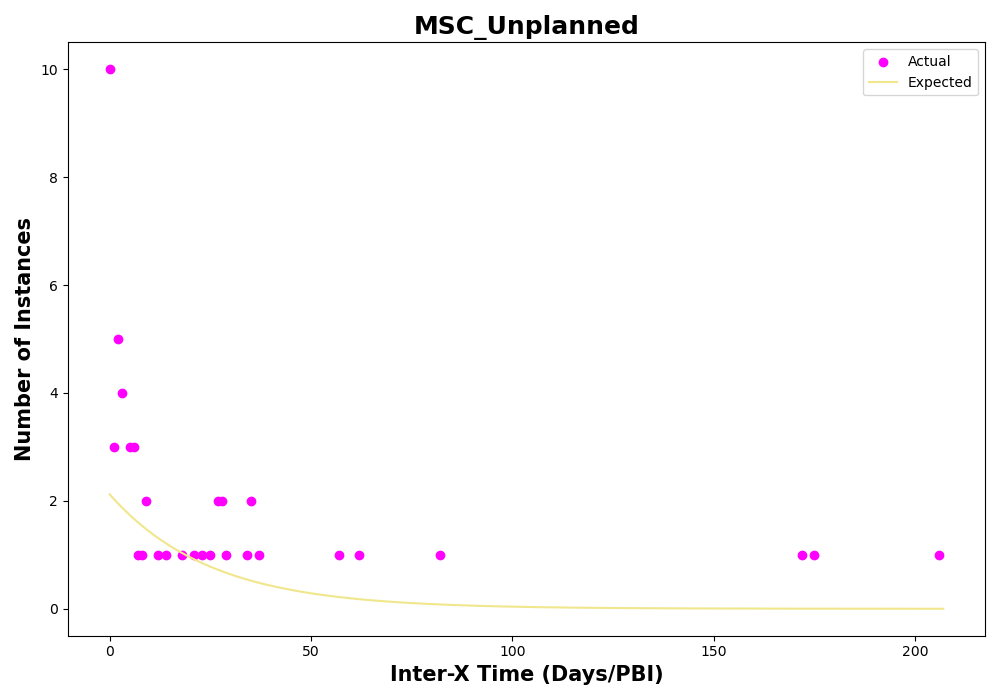 MSC_Unplanned
Actual
Expected
10
8
6
4
2
0
Number of Instances
0
50
100
150
200
Inter-X Time (Days/PBI)